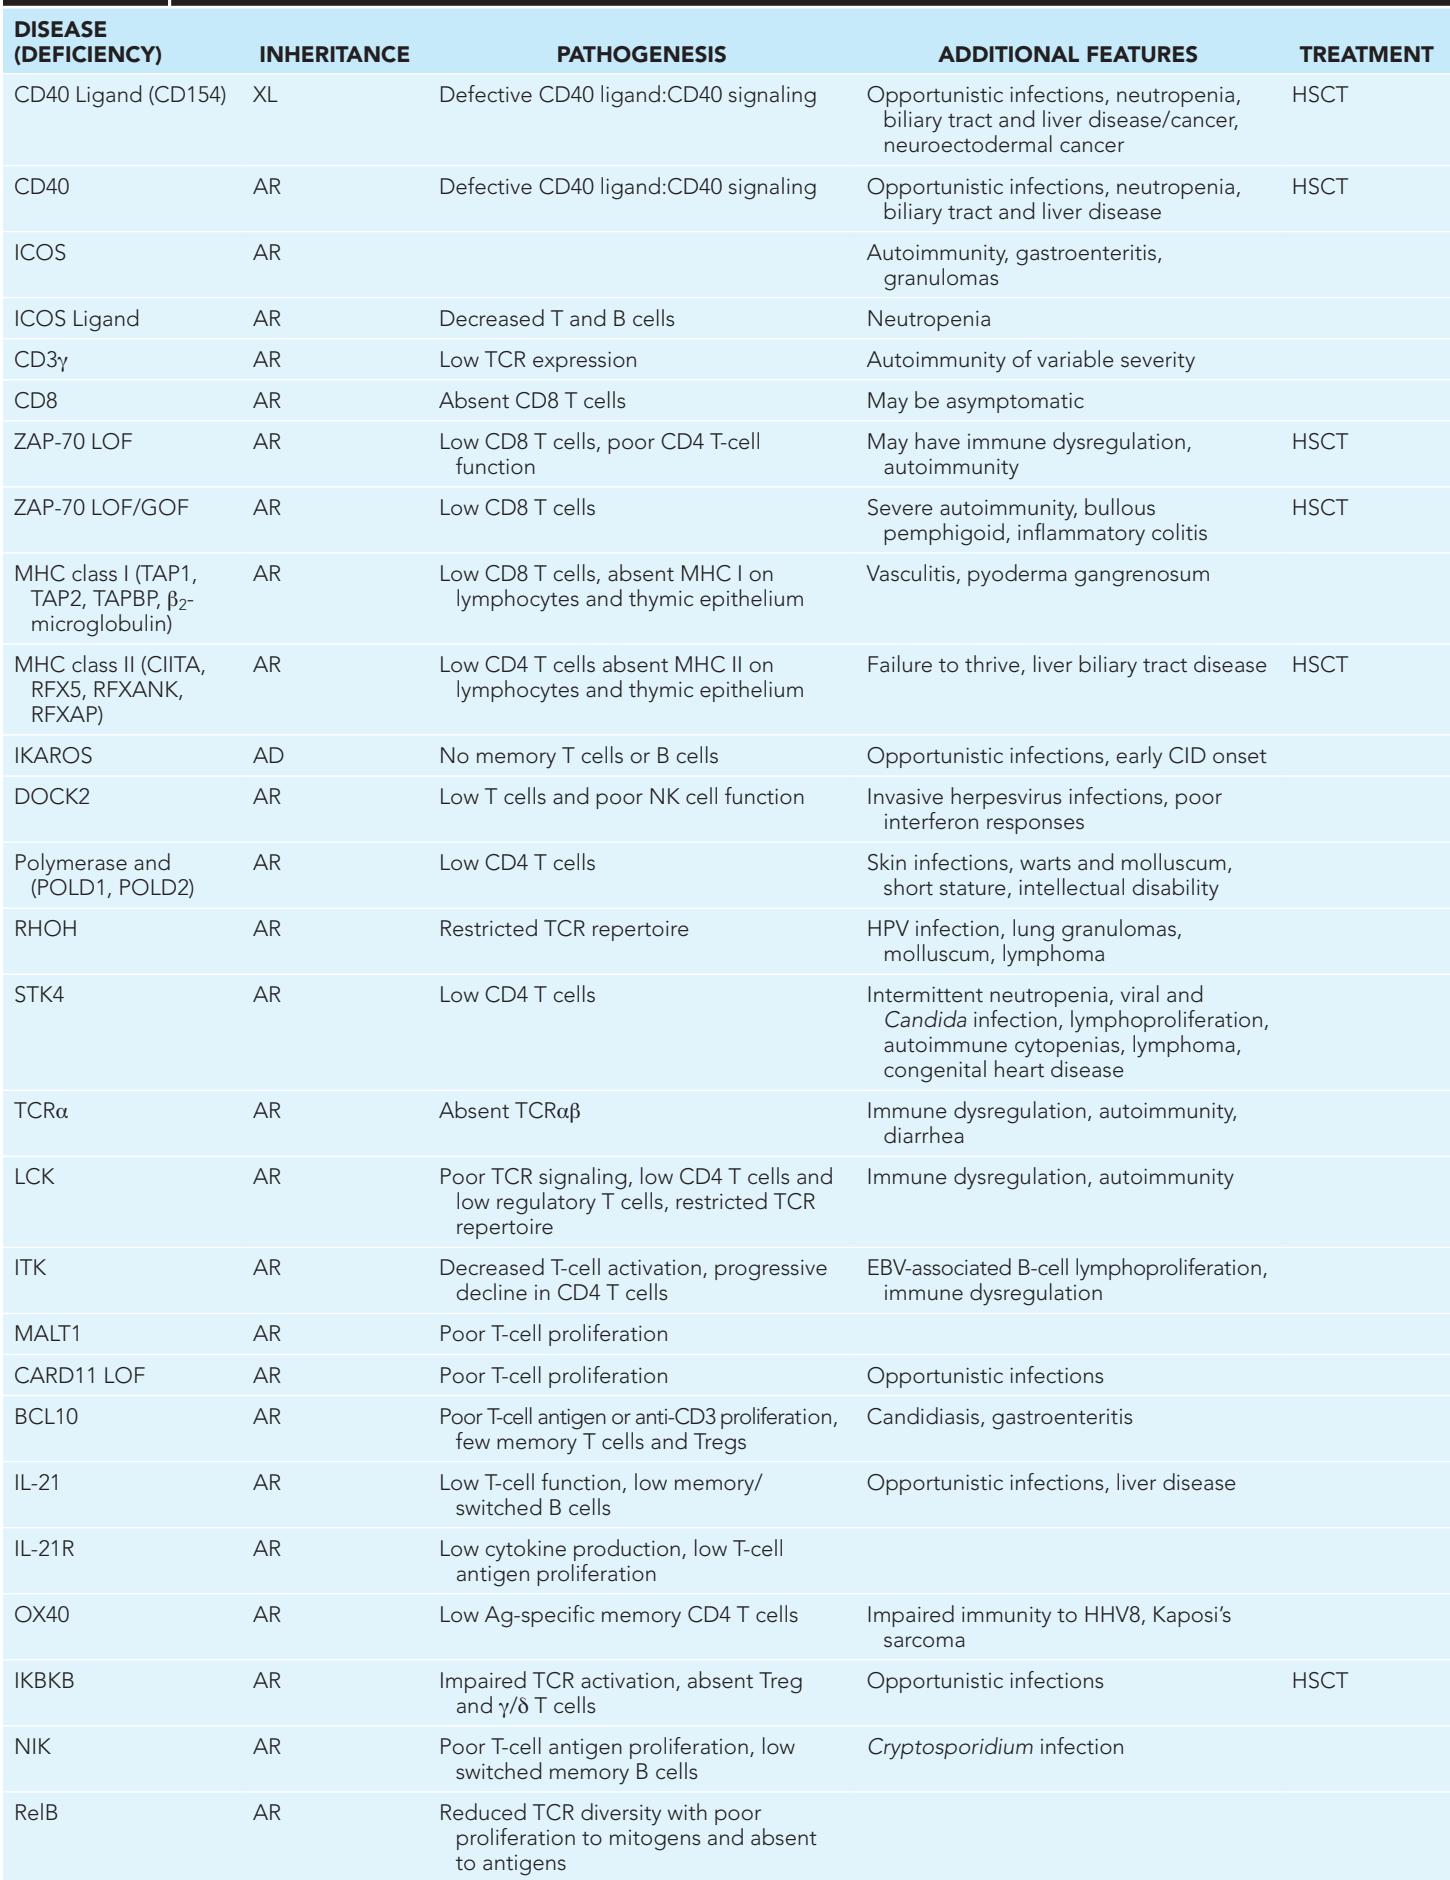 DISEASE
(DEFICIENCY) INHERITANCE PATHOGENESIS ADDITIONAL FEATURES TREATMENT
CD40 Ligand (CD154) XL Defective CD40 ligand:CD40 signaling Opportunistic infections, neutropenia, HSCT
biliary tract and liver disease/cancer,
neuroectodermal cancer
CD40 AR Defective CD40 ligand:CD40 signaling Opportunistic infections, neutropenia, HSCT
biliary tract and liver disease
ICOS AR Autoimmunity, gastroenteritis,
granulomas
ICOS Ligand AR Decreased T and B cells Neutropenia
CD3γ AR Low TCR expression Autoimmunity of variable severity
CD8 AR Absent CD8 T cells May be asymptomatic
ZAP-70 LOF AR Low CD8 T cells, poor CD4 T-cell May have immune dysregulation, HSCT
function autoimmunity
ZAP-70 LOF/GOF AR Low CD8 T cells Severe autoimmunity, bullous HSCT
pemphigoid, inflammatory colitis
MHC class I (TAP1, AR Low CD8 T cells, absent MHC I on Vasculitis, pyoderma gangrenosum
TAP2, TAPBP, β₂- lymphocytes and thymic epithelium
microglobulin)
MHC class II (CIITA, AR Low CD4 T cells absent MHC II on Failure to thrive, liver biliary tract disease HSCT
RFX5, RFXANK, lymphocytes and thymic epithelium
RFXAP)
IKAROS AD No memory T cells or B cells Opportunistic infections, early CID onset
DOCK2 AR Low T cells and poor NK cell function Invasive herpesvirus infections, poor
interferon responses
Polymerase and AR Low CD4 T cells Skin infections, warts and molluscum,
(POLD1, POLD2) short stature, intellectual disability
RHOH AR Restricted TCR repertoire HPV infection, lung granulomas,
molluscum, lymphoma
STK4 AR Low CD4 T cells Intermittent neutropenia, viral and
Candida infection, lymphoproliferation,
autoimmune cytopenias, lymphoma,
congenital heart disease
TCRα AR Absent TCRαβ Immune dysregulation, autoimmunity,
diarrhea
LCK AR Poor TCR signaling, low CD4 T cells and Immune dysregulation, autoimmunity
low regulatory T cells, restricted TCR
repertoire
ITK AR Decreased T-cell activation, progressive EBV-associated B-cell lymphoproliferation,
decline in CD4 T cells immune dysregulation
MALT1 AR Poor T-cell proliferation
CARD11 LOF AR Poor T-cell proliferation Opportunistic infections
BCL10 AR Poor T-cell antigen or anti-CD3 proliferation, Candidiasis, gastroenteritis
few memory T cells and Tregs
IL-21 AR Low T-cell function, low memory/ Opportunistic infections, liver disease
switched B cells
IL-21R AR Low cytokine production, low T-cell
antigen proliferation
OX40 AR Low Ag-specific memory CD4 T cells Impaired immunity to HHV8, Kaposi’s
sarcoma
IKBKB AR Impaired TCR activation, absent Treg Opportunistic infections HSCT
and γ/δ T cells
NIK AR Poor T-cell antigen proliferation, low Cryptosporidium infection
switched memory B cells
RelB AR Reduced TCR diversity with poor
proliferation to mitogens and absent
to antigens